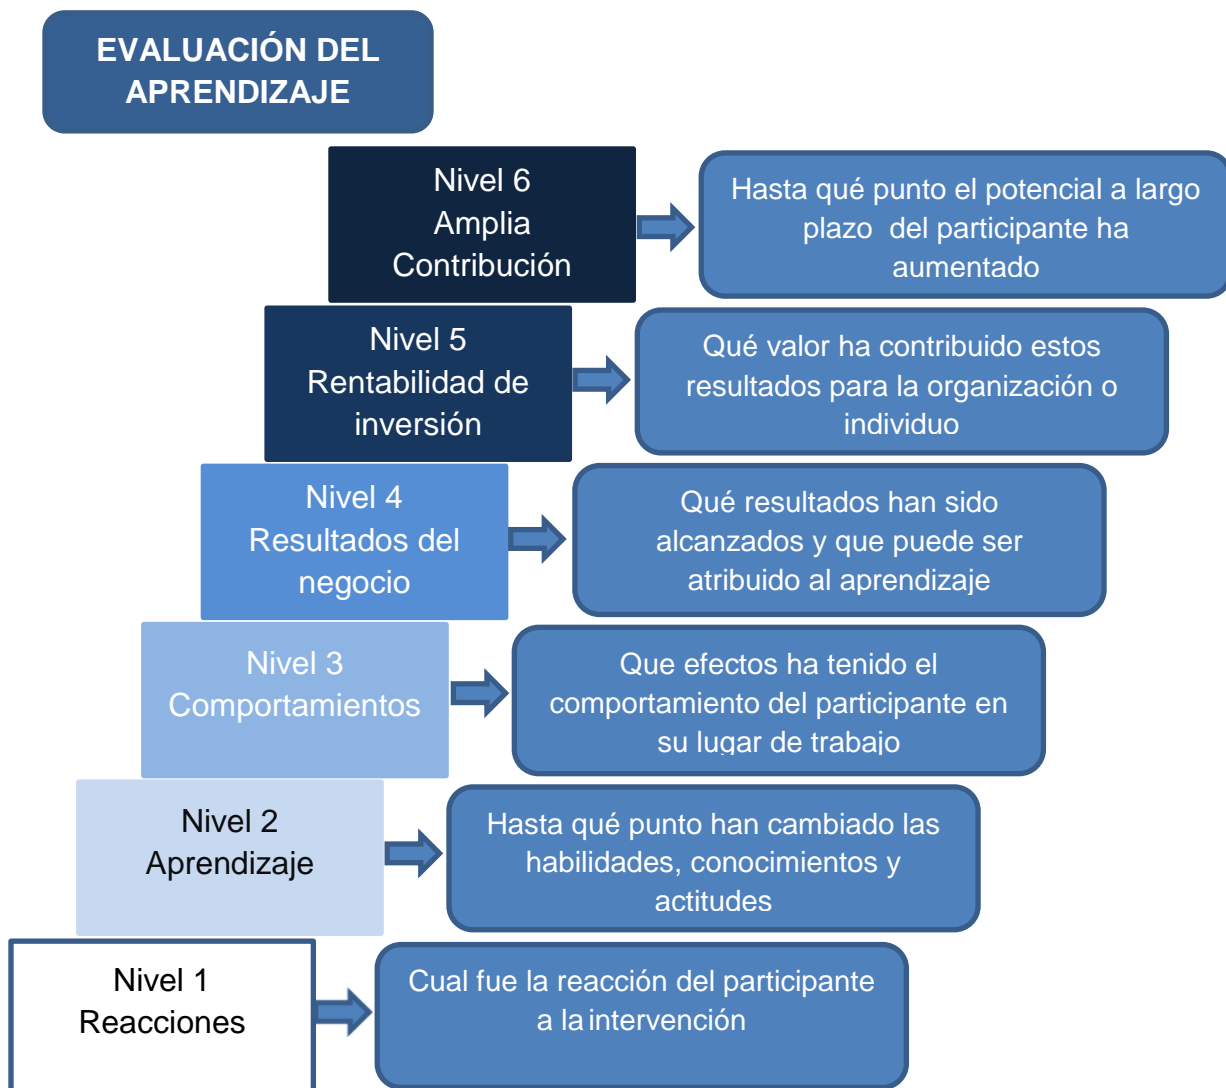 EVALUACIÓN DEL
APRENDIZAJE
Nivel 6
Amplia
Contribución
Hasta qué punto el potencial a largo
plazo del participante ha
aumentado
Nivel 5
Rentabilidad de
inversión
Qué valor ha contribuido estos
resultados para la organización o
individuo
Nivel 4
Resultados del
negocio
Qué resultados han sido
alcanzados y que puede ser
atribuido al aprendizaje
Nivel 3
Comportamientos
Que efectos ha tenido el
comportamiento del participante en
su lugar de trabajo
Nivel 2
Aprendizaje
Hasta qué punto han cambiado las
habilidades, conocimientos y
actitudes
Nivel 1
Reacciones
Cual fue la reacción del participante
a la intervención